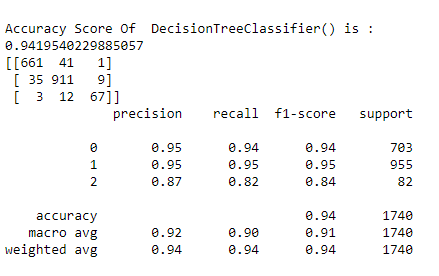 Accuracy Score Of  DecisionTreeClassifier() is :
0.9419540229885057
[[661  41   1]
 [ 35 911   9]
 [  3  12  67]]
              precision    recall  f1-score   support

           0       0.95      0.94      0.94       703
           1       0.95      0.95      0.95       955
           2       0.87      0.82      0.84        82

    accuracy                           0.94      1740
   macro avg       0.92      0.90      0.91      1740
weighted avg       0.94      0.94      0.94      1740